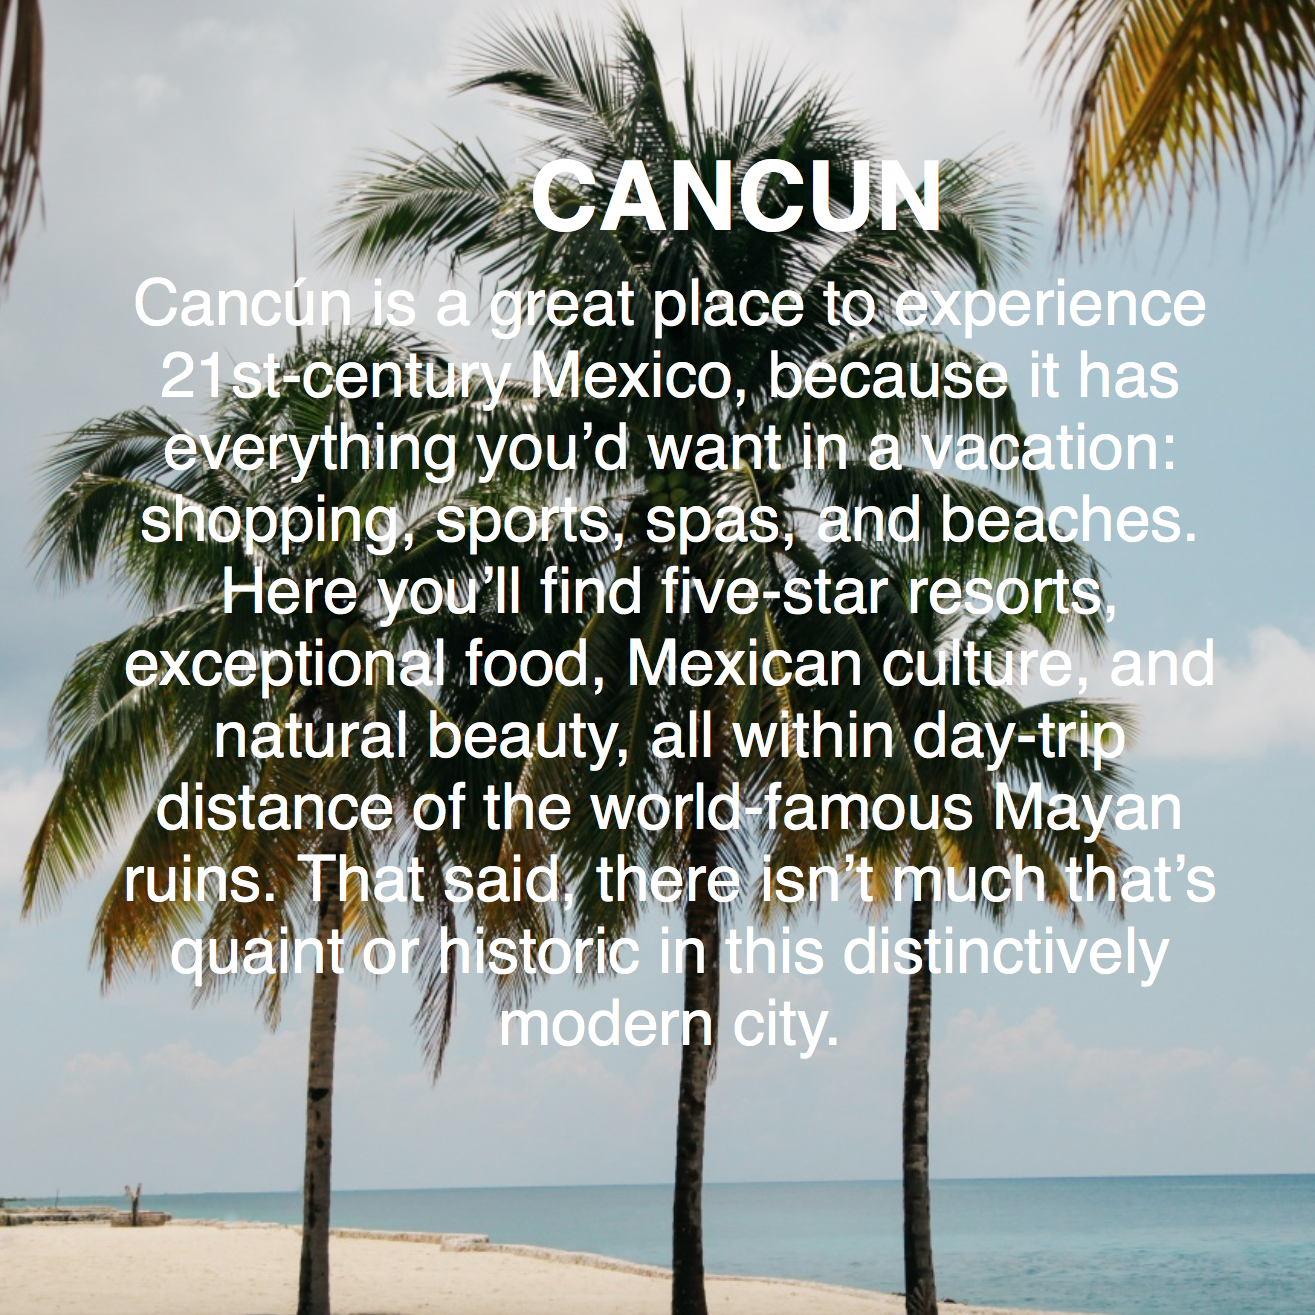 CANCUN
Cancún is a great place to experience
21st-century Mexico, because it has
everything you’d want in a vacation:
shopping, sports, spas, and beaches.
Here you’ll find five-star resorts,
exceptional food, Mexican culture, and
natural beauty, all within day-trip
distance of the world-famous Mayan
ruins. That said, there isn’t much that’s
quaint or historic in this distinctively
modern city.